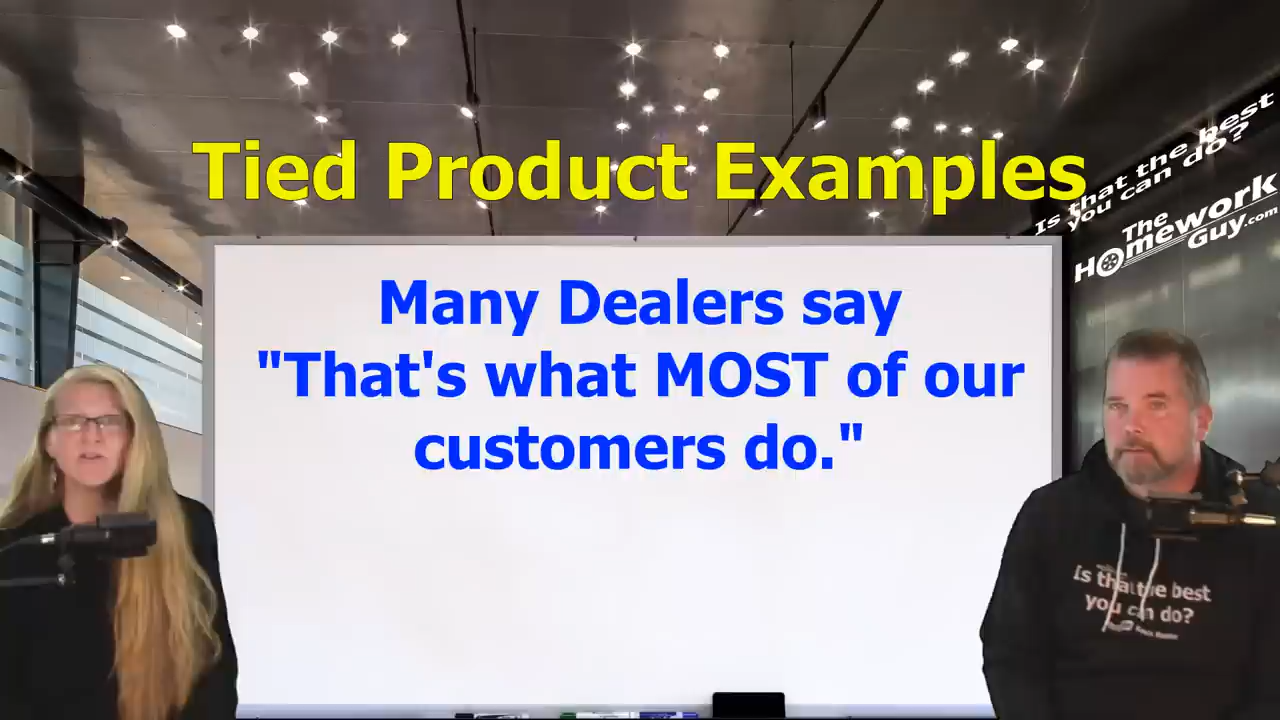 Tied Product Examples
Many Dealers say
"That's what MOST of our
customers do."
Is that the best
you can do?
The
Homework
Guy.com
Is that the best
you can do?